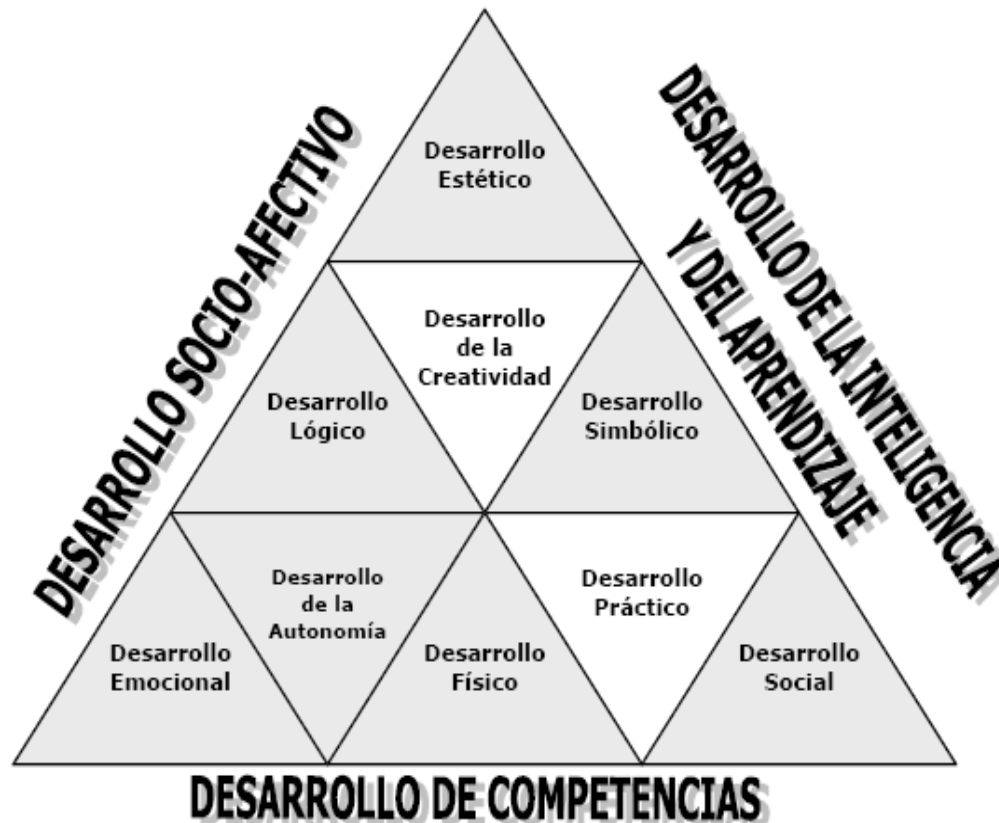 DESARROLLO SOCIO-AFECTIVO
DESARROLLO DE LA INTELIGENCIA
Y DEL APRENDIZAJE
Desarrollo
Estético
Desarrollo
de la
Creatividad
Desarrollo
Lógico
Desarrollo
Simbólico
Desarrollo
de la
Autonomía
Desarrollo
Práctico
Desarrollo
Emocional
Desarrollo
Físico
Desarrollo
Social
DESARROLLO DE COMPETENCIAS